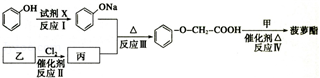 OH 试剂X 反应Ⅰ ONa
△ 反应Ⅲ O-CH₂-COOH 甲 催化剂△ 反应Ⅳ 菠萝酯
乙 Cl₂ 催化剂 反应Ⅱ 丙